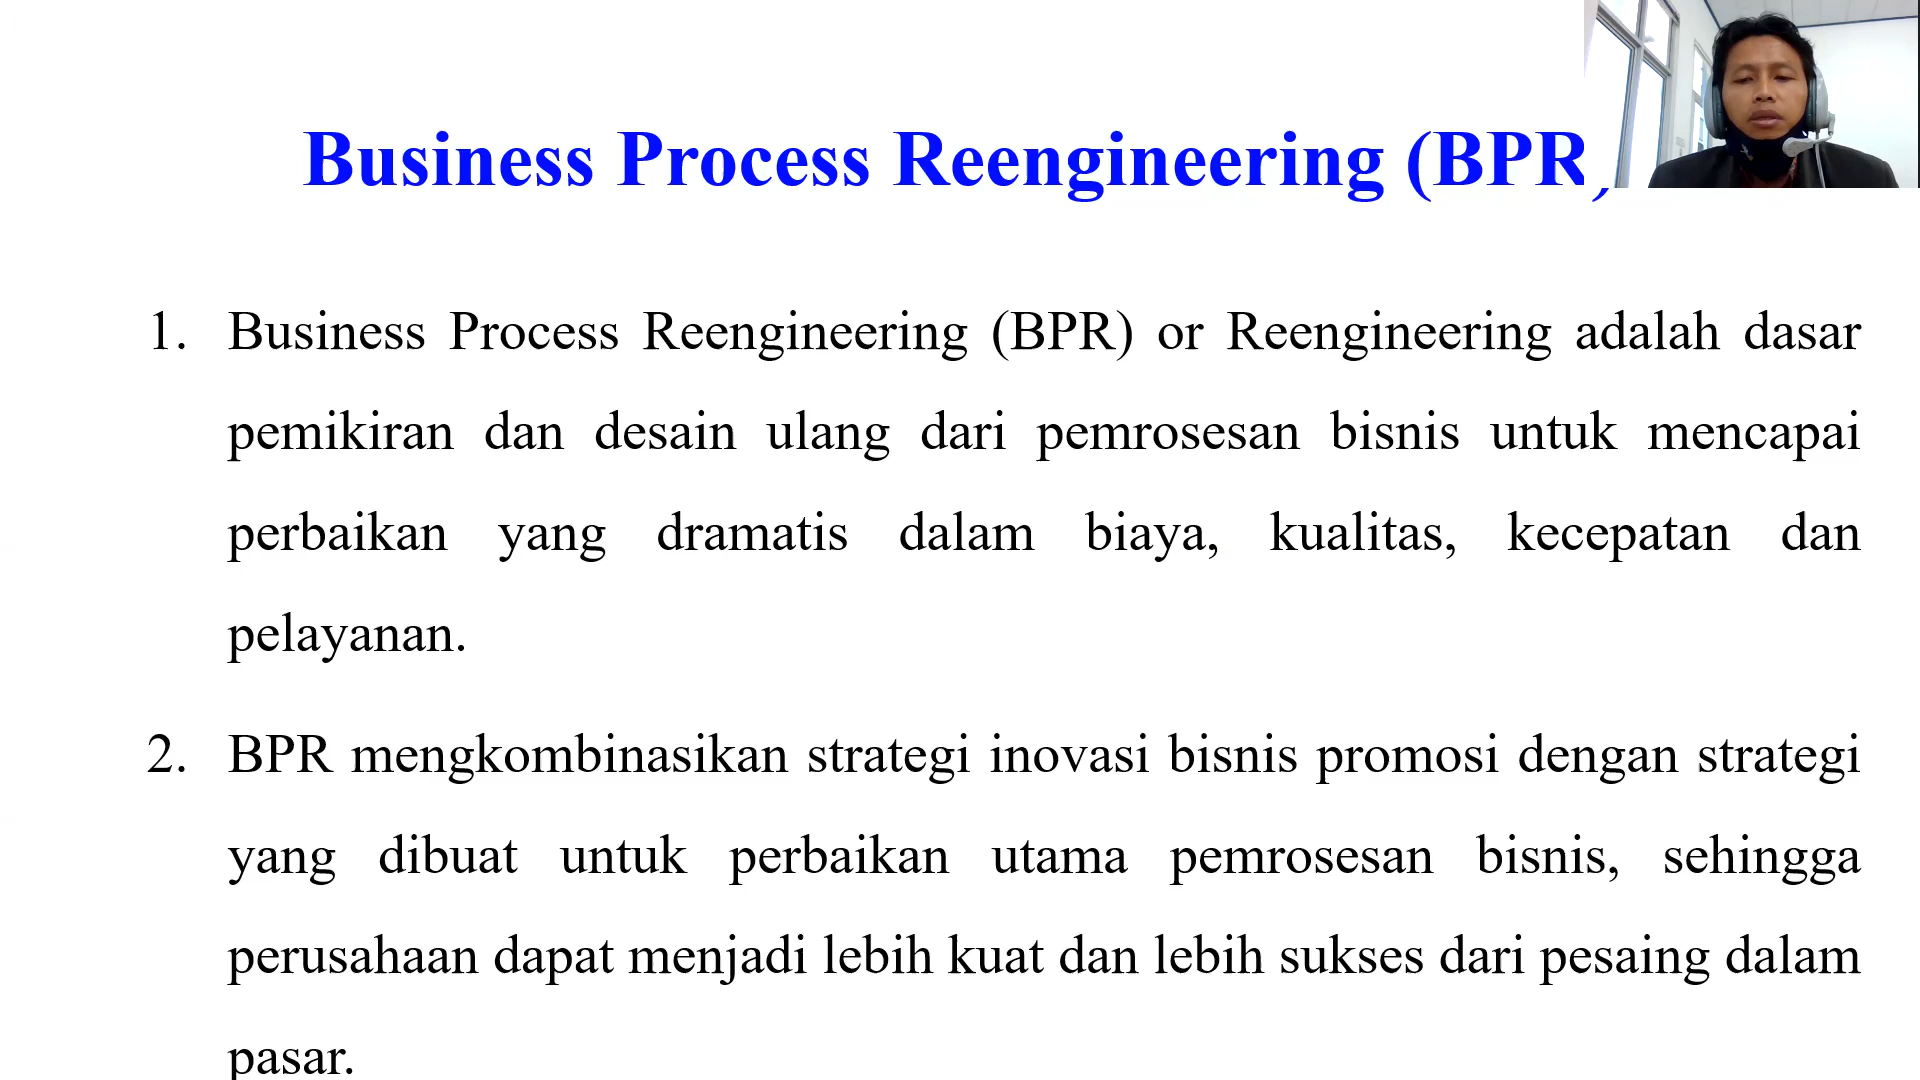 Business Process Reengineering (BPR)
1. Business Process Reengineering (BPR) or Reengineering adalah dasar
pemikiran dan desain ulang dari pemrosesan bisnis untuk mencapai
perbaikan yang dramatis dalam biaya, kualitas, kecepatan dan
pelayanan.
2. BPR mengkombinasikan strategi inovasi bisnis promosi dengan strategi
yang dibuat untuk perbaikan utama pemrosesan bisnis, sehingga
perusahaan dapat menjadi lebih kuat dan lebih sukses dari pesaing dalam
pasar.